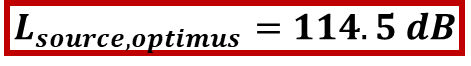 L_source,optimus = 114.5 dB